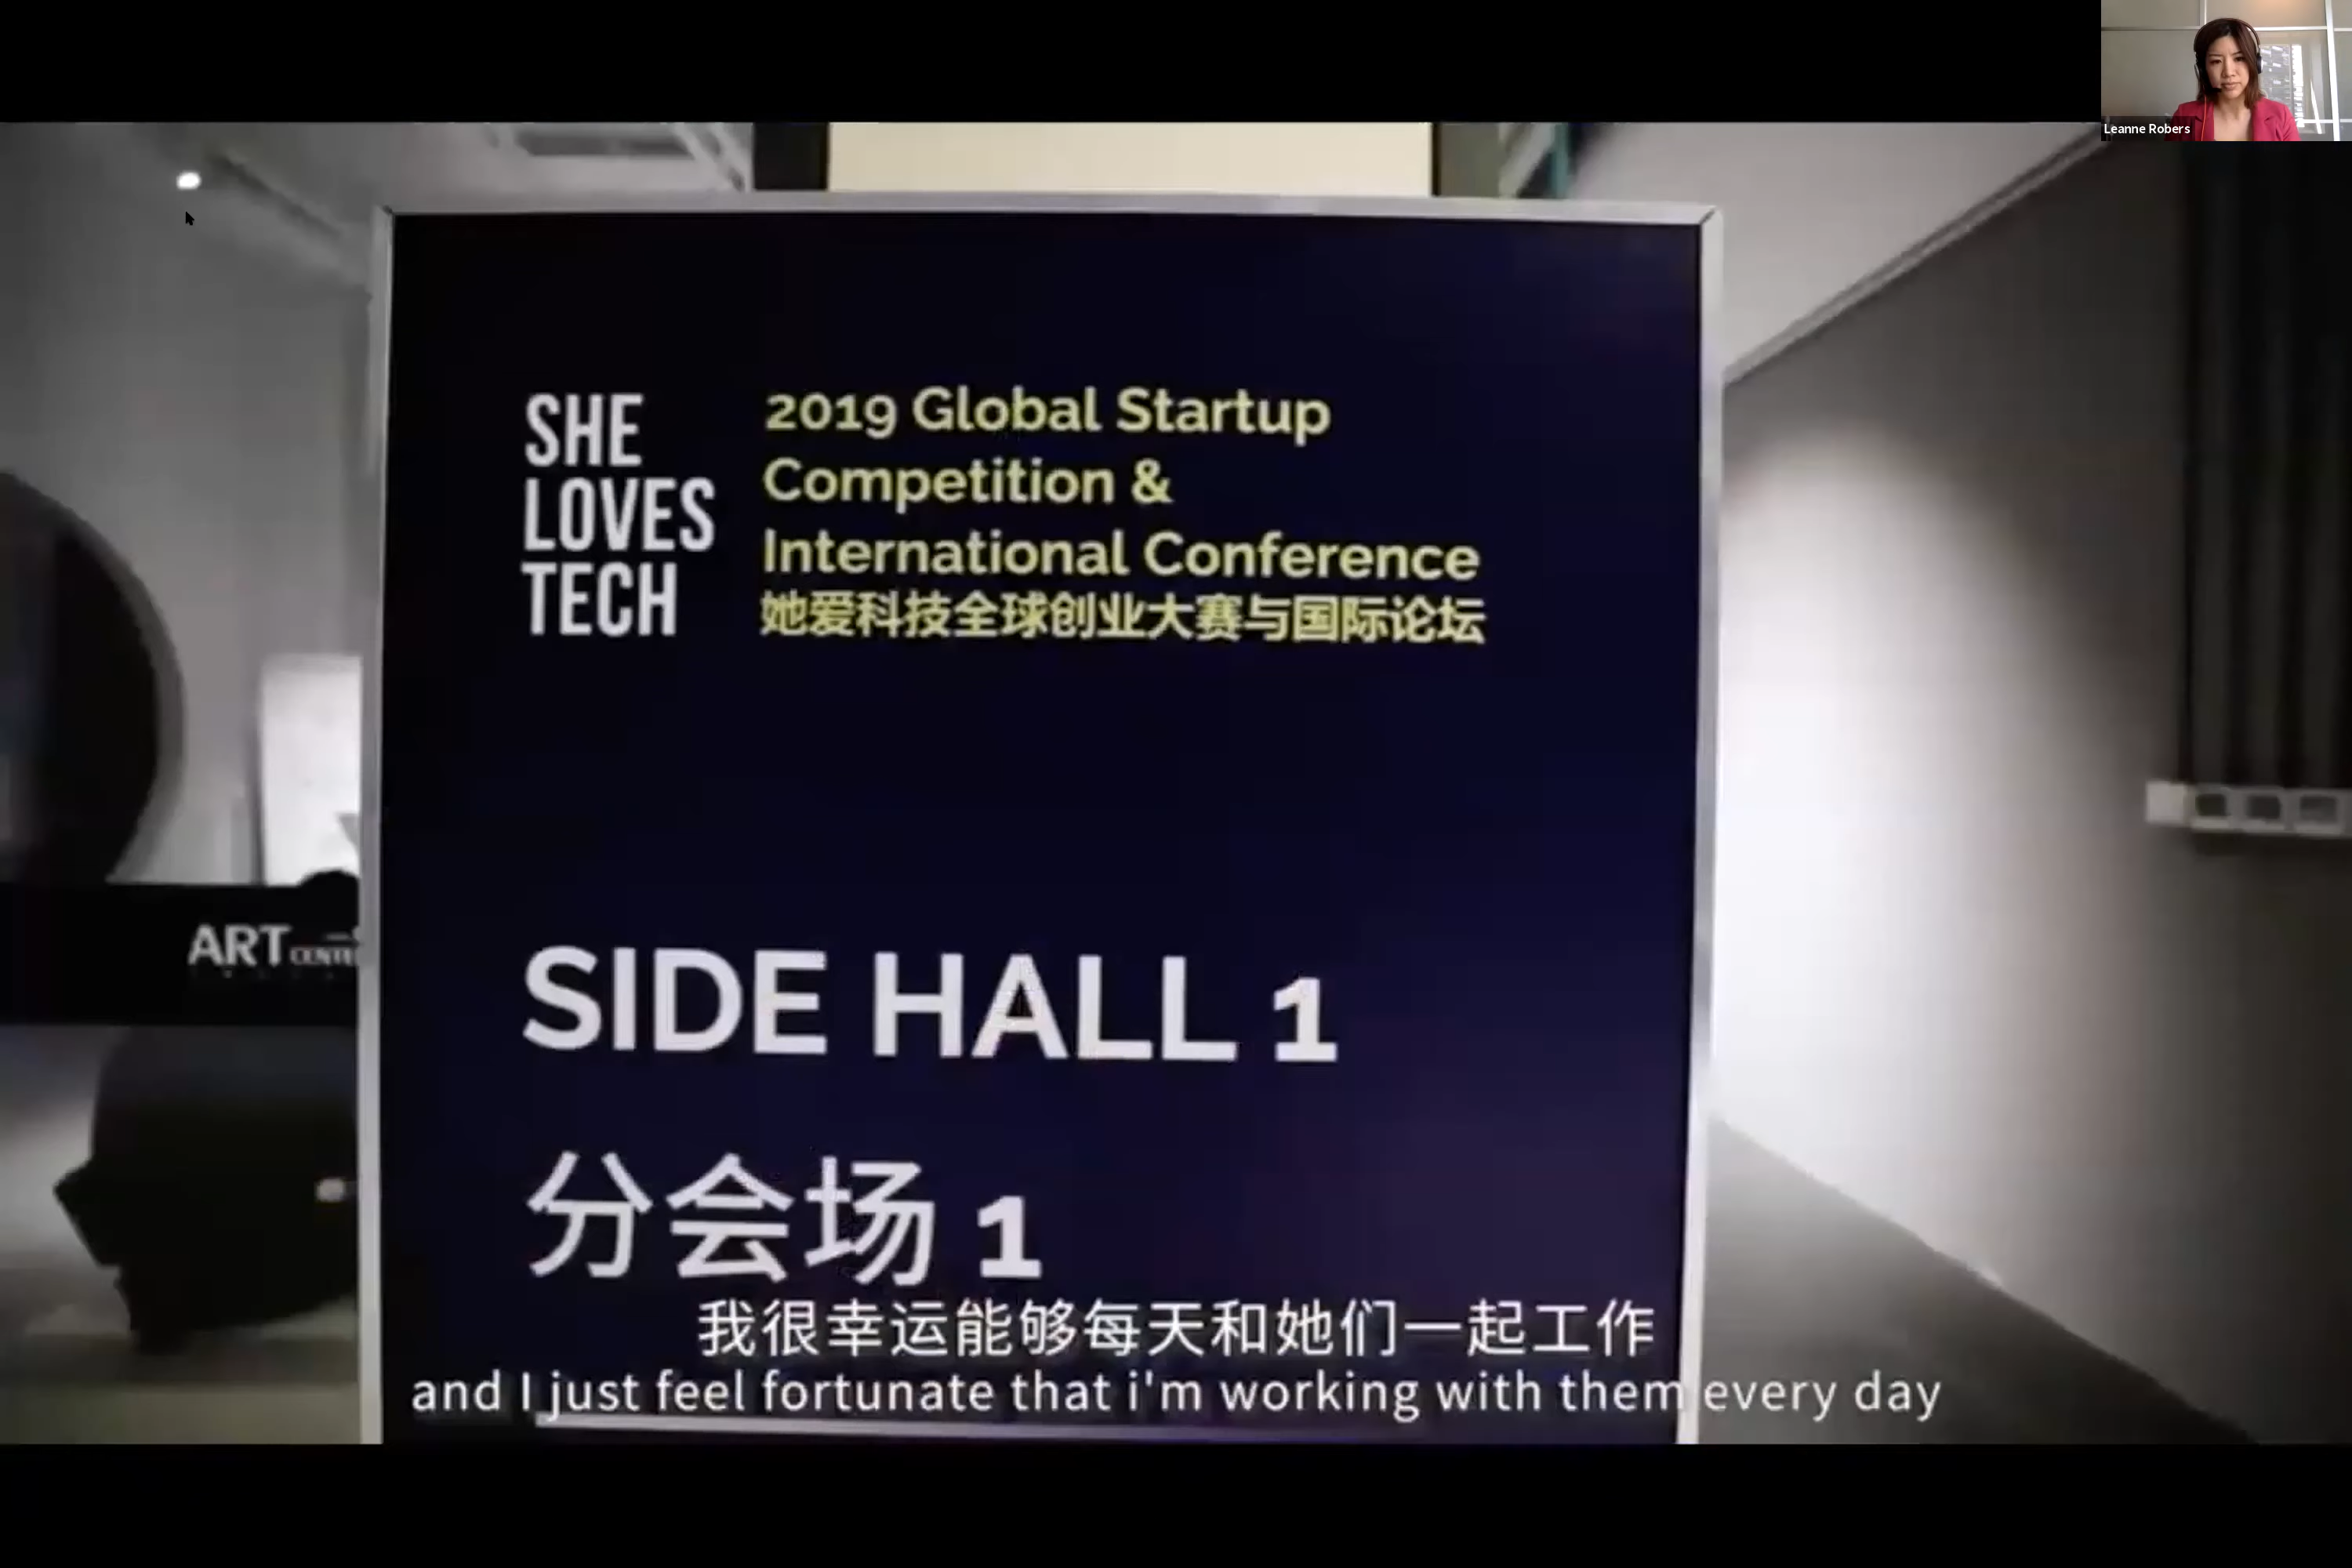 Leanne Robers
SHE
LOVES
TECH
2019 Global Startup
Competition &
International Conference
她爱科技全球创业大赛与国际论坛
ART
SIDE HALL 1
分会场 1
我很幸运能够每天和她们一起工作
and I just feel fortunate that i'm working with them every day